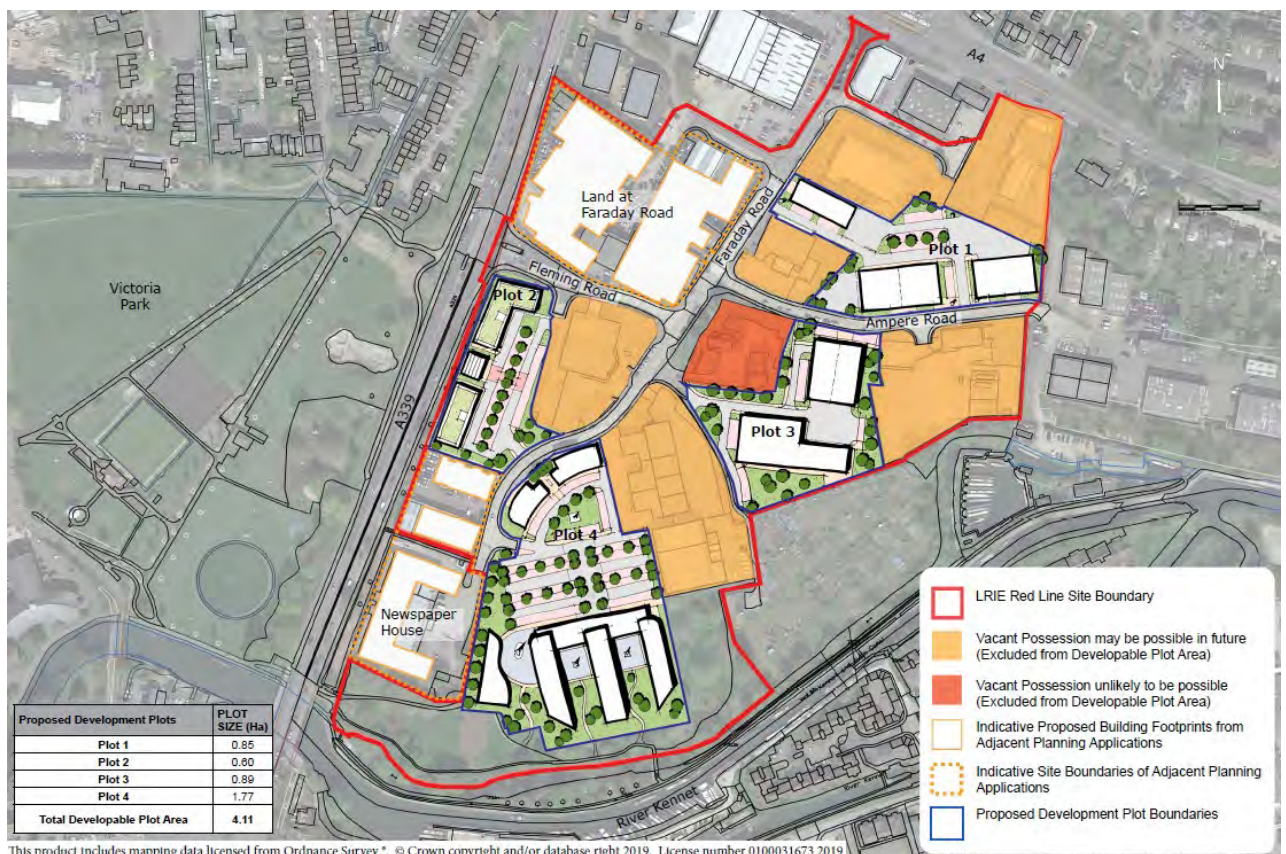 A4
N
Land at
Faraday Road
Faraday Road
Plot 1
Fleming Road
Plot 2
Ampere Road
Victoria
Park
A339
Plot 3
Plot 4
Newspaper
House
River Kennet
River Kennet
Proposed Development Plots PLOT SIZE (Ha)
Plot 1 0.85
Plot 2 0.60
Plot 3 0.89
Plot 4 1.77
Total Developable Plot Area 4.11
LRIE Red Line Site Boundary
Vacant Possession may be possible in future
(Excluded from Developable Plot Area)
Vacant Possession unlikely to be possible
(Excluded from Developable Plot Area)
Indicative Proposed Building Footprints from
Adjacent Planning Applications
Indicative Site Boundaries of Adjacent Planning
Applications
Proposed Development Plot Boundaries
This product includes mapping data licensed from Ordnance Survey ® © Crown copyright and/or database right 2019 License number 0100031673 2019